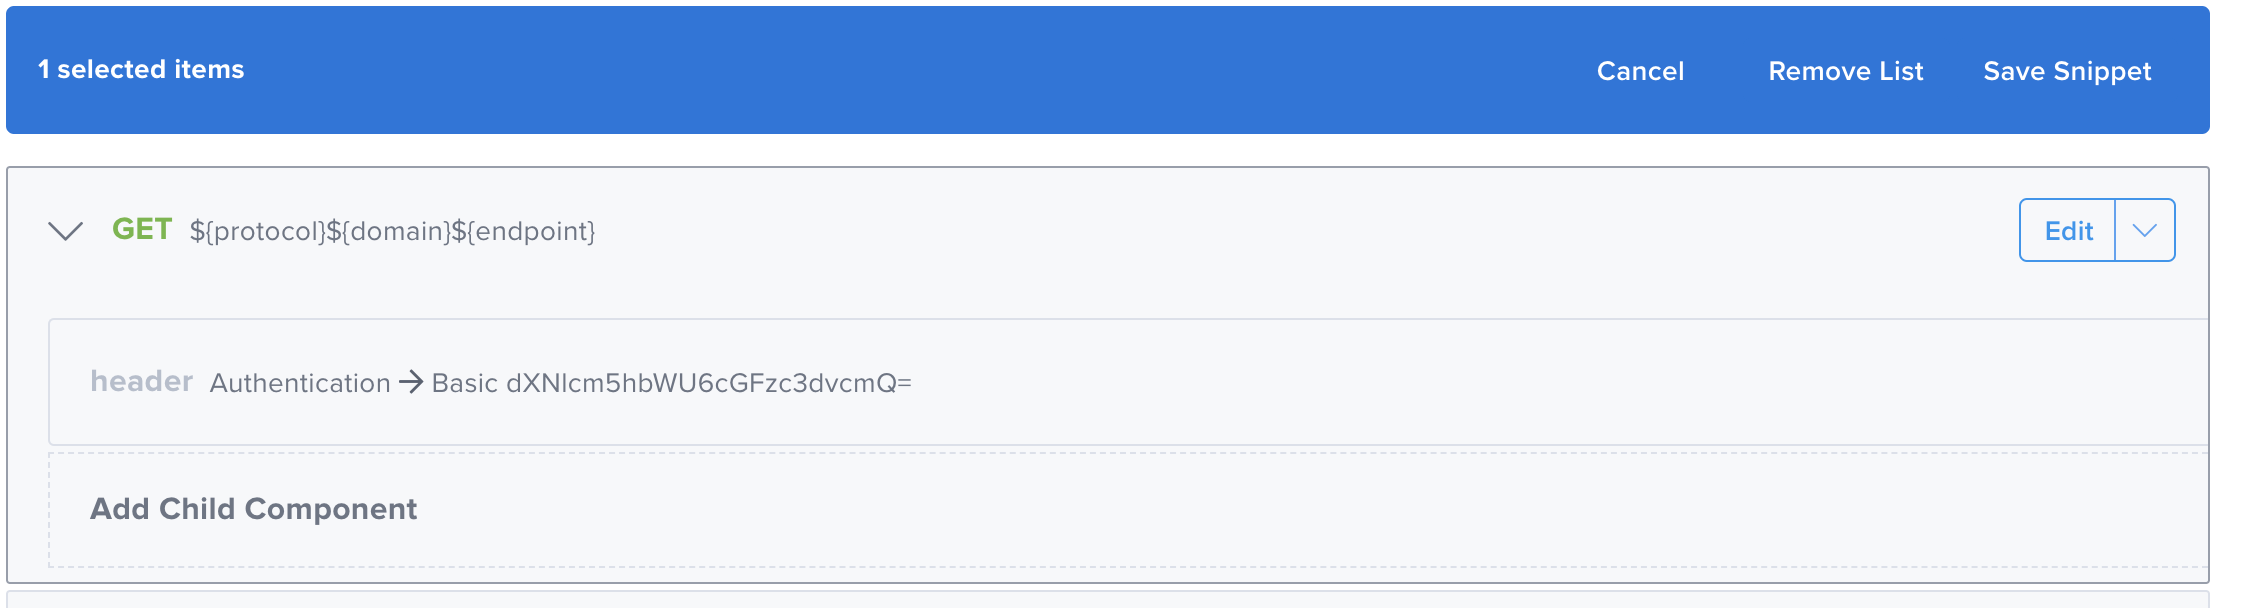 1 selected items
Cancel Remove List Save Snippet
GET ${protocol}${domain}${endpoint}
Edit
header Authentication → Basic dXNlcm5hbWU6cGFzc3dvcmQ=
Add Child Component